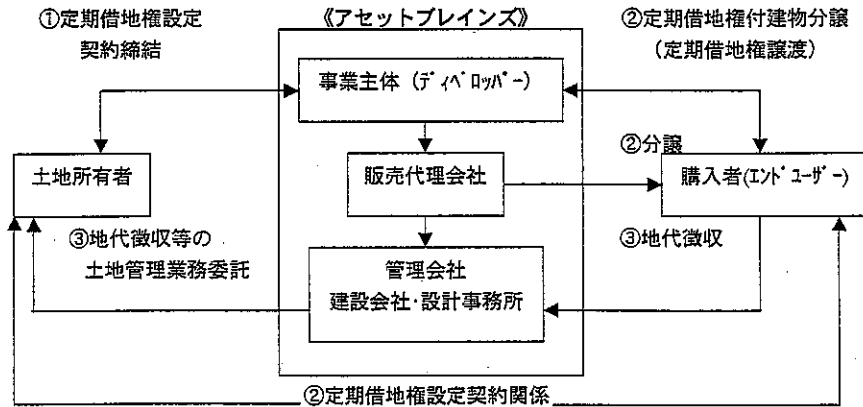 ①定期借地権設定
契約締結
《アセットブレインズ》
②定期借地権付建物分譲
（定期借地権譲渡）
事業主体（ﾃﾞｨﾍﾞﾛｯﾊﾟｰ）
②分譲
土地所有者
販売代理会社
購入者(ｴﾝﾄﾞﾕｰｻﾞｰ)
③地代徴収等の
土地管理業務委託
③地代徴収
管理会社
建設会社・設計事務所
②定期借地権設定契約関係